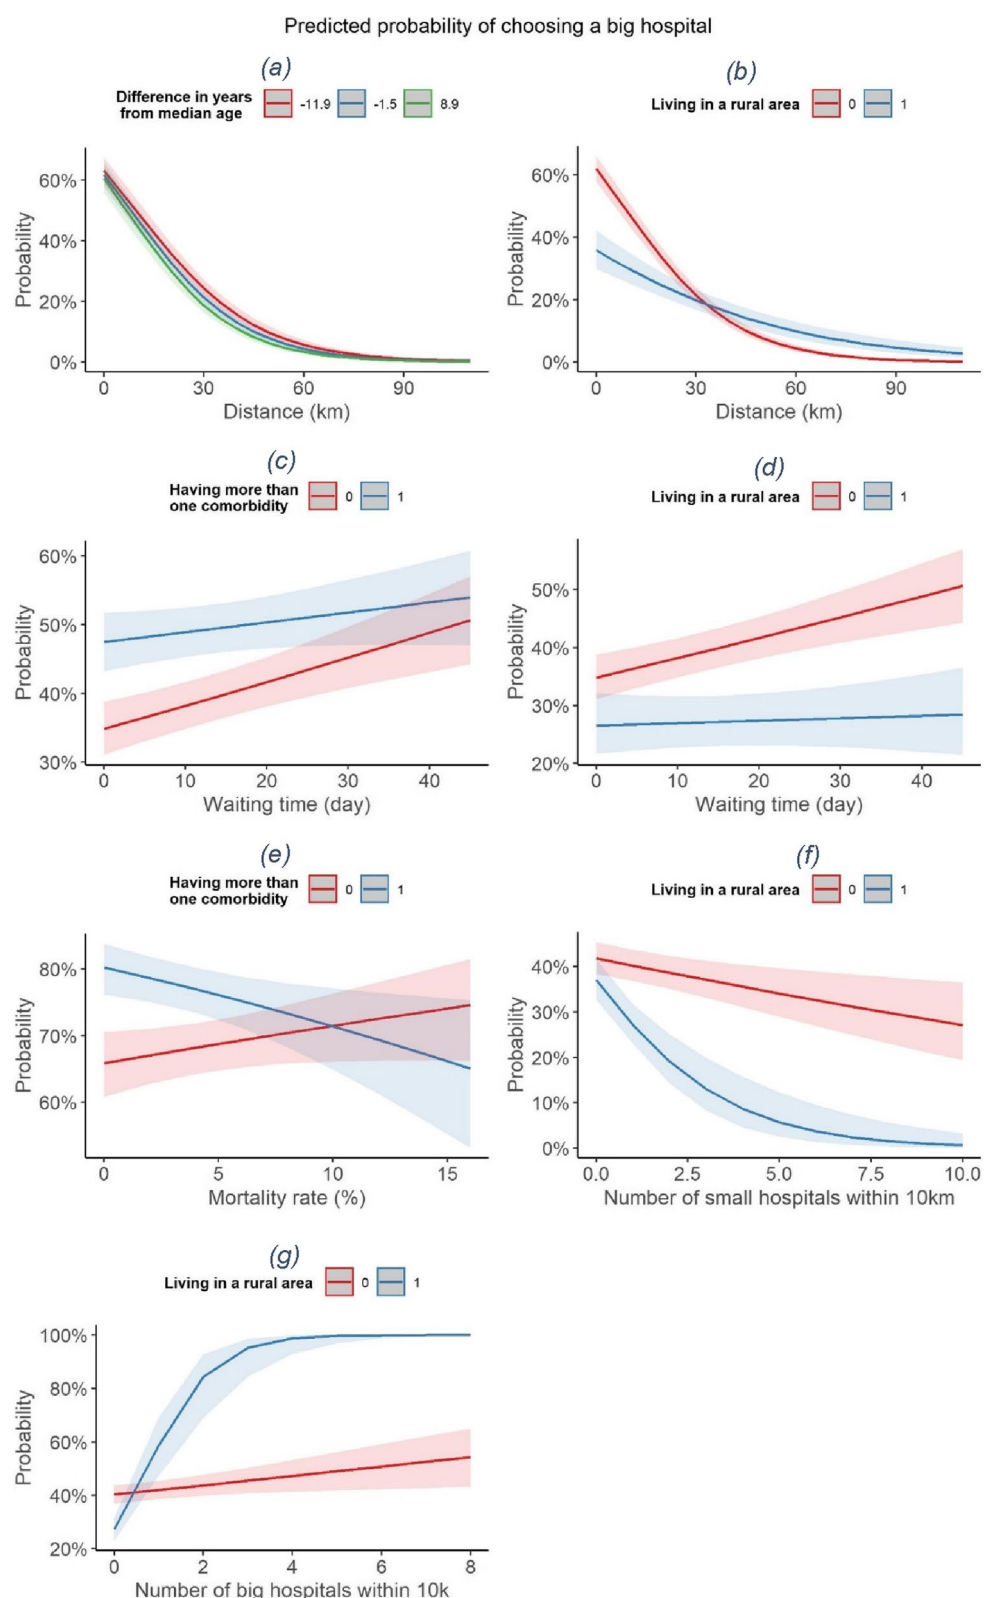 Predicted probability of choosing a big hospital
(a)
Difference in years
from median age
-11.9
-1.5
8.9
60%
40%
20%
0%
Probability
0
30
60
90
Distance (km)
(b)
Living in a rural area
0
1
60%
40%
20%
0%
Probability
0
30
60
90
Distance (km)
(c)
Having more than
one comorbidity
0
1
60%
50%
40%
30%
Probability
0
10
20
30
40
Waiting time (day)
(d)
Living in a rural area
0
1
50%
40%
30%
20%
Probability
0
10
20
30
40
Waiting time (day)
(e)
Having more than
one comorbidity
0
1
80%
70%
60%
Probability
0
5
10
15
Mortality rate (%)
(f)
Living in a rural area
0
1
40%
30%
20%
10%
0%
Probability
0.0
2.5
5.0
7.5
10.0
Number of small hospitals within 10km
(g)
Living in a rural area
0
1
100%
80%
60%
40%
20%
Probability
0
2
4
6
8
Number of big hospitals within 10k